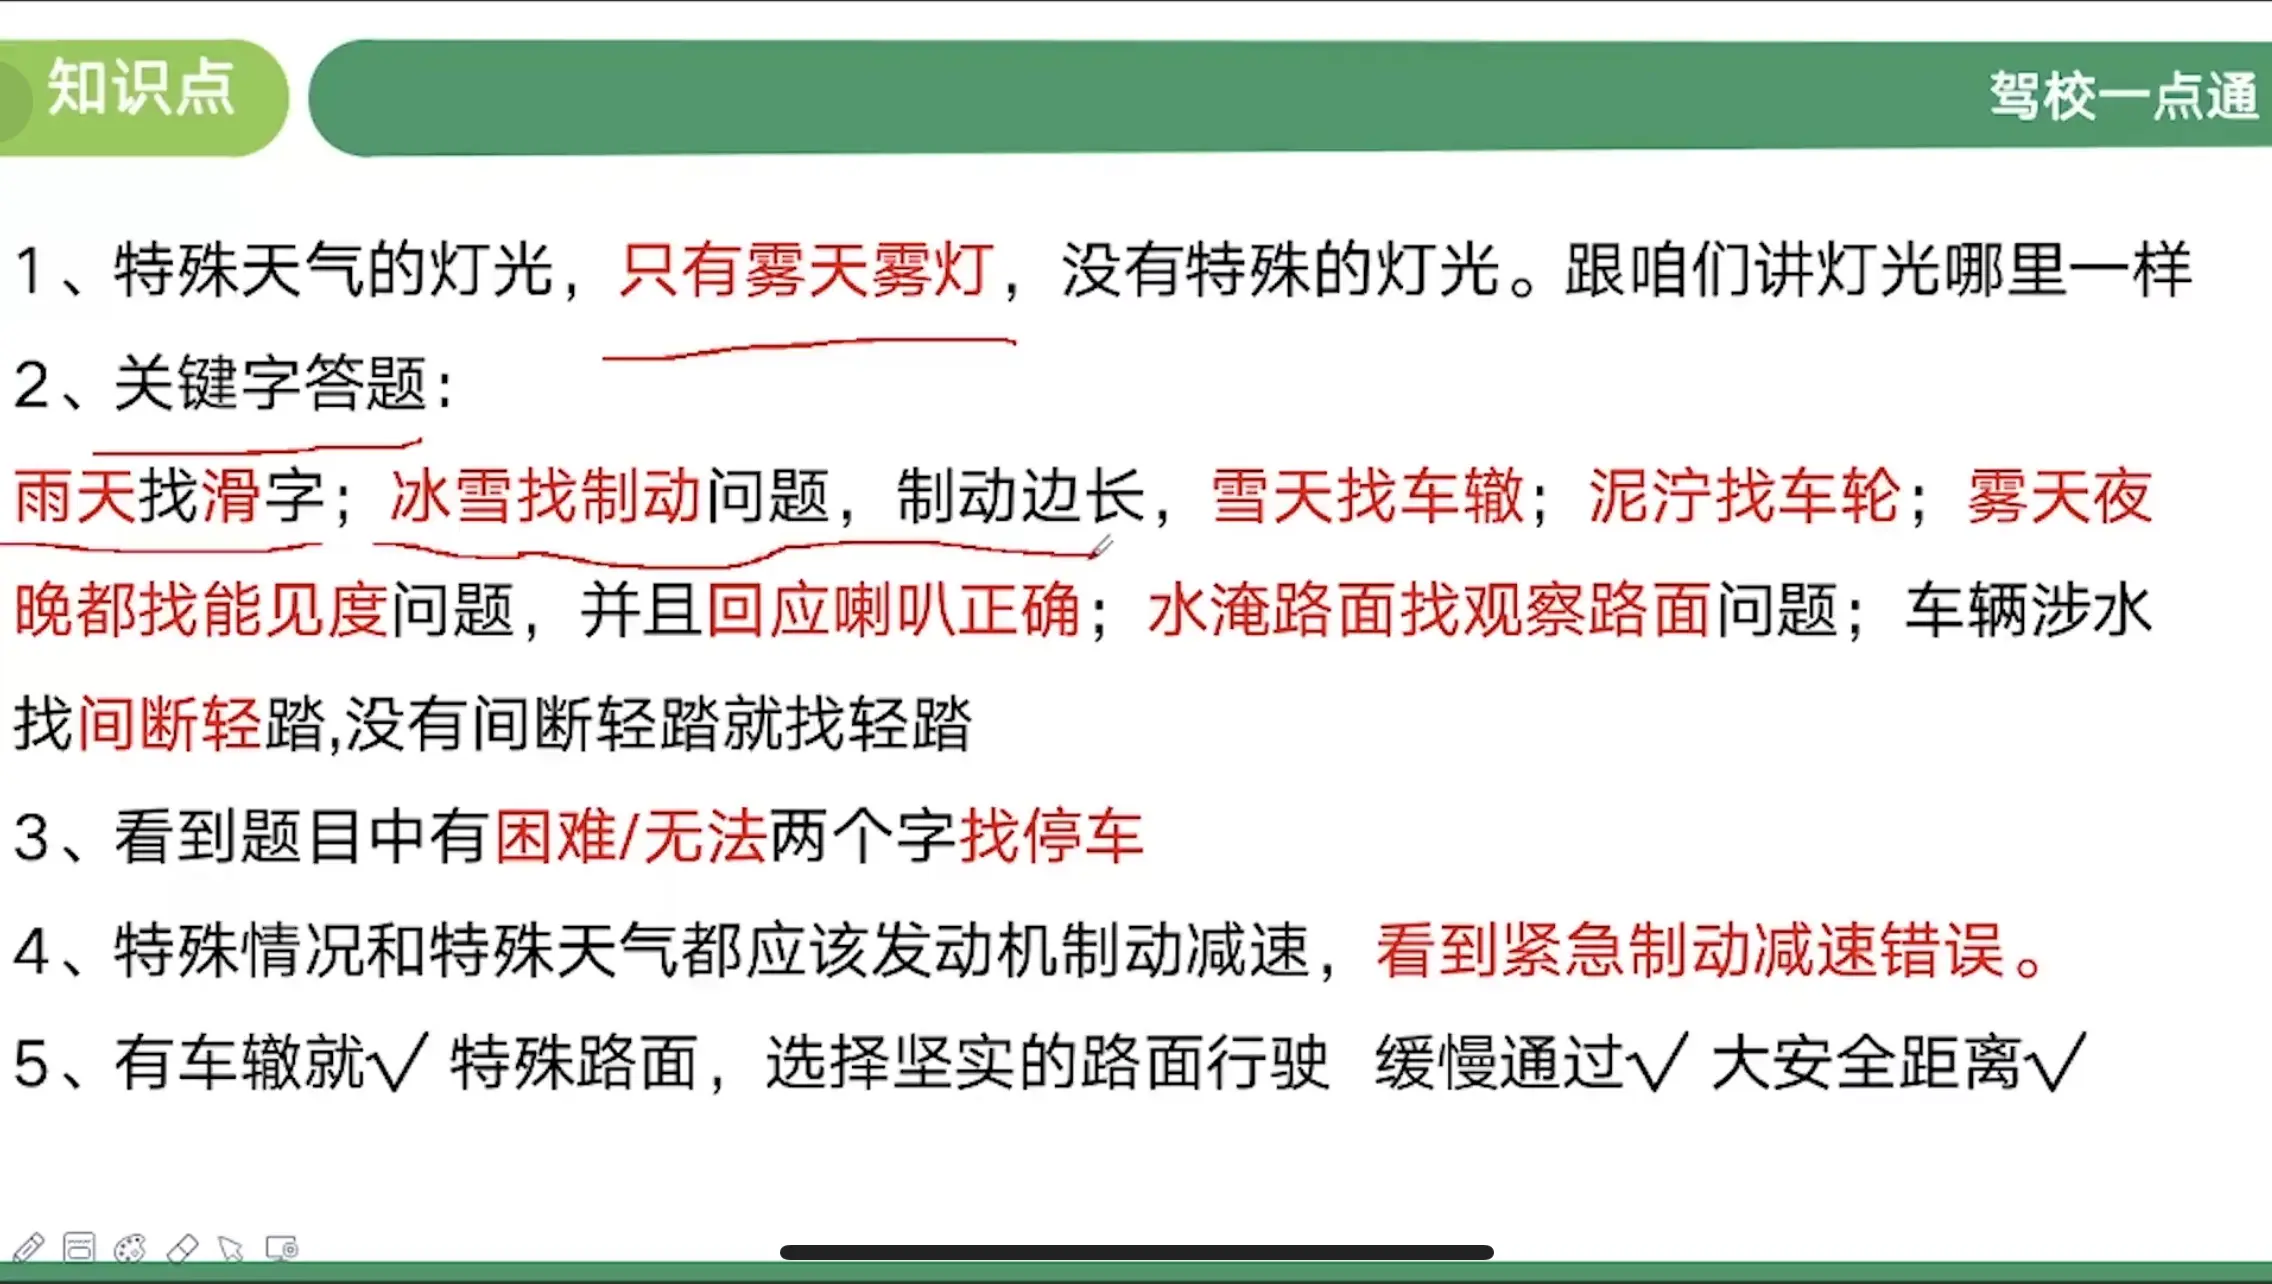 知识点
驾校一点通
1、特殊天气的灯光，只有雾天雾灯，没有特殊的灯光。跟咱们讲灯光哪里一样
2、关键字答题：
雨天找滑字；冰雪找制动问题，制动边长，雪天找车辙；泥泞找车轮；雾天夜
晚都找能见度问题，并且回应喇叭正确；水淹路面找观察路面问题；车辆涉水
找间断轻踏,没有间断轻踏就找轻踏
3、看到题目中有困难/无法两个字找停车
4、特殊情况和特殊天气都应该发动机制动减速，看到紧急制动减速错误。
5、有车辙就√ 特殊路面，选择坚实的路面行驶 缓慢通过√ 大安全距离√